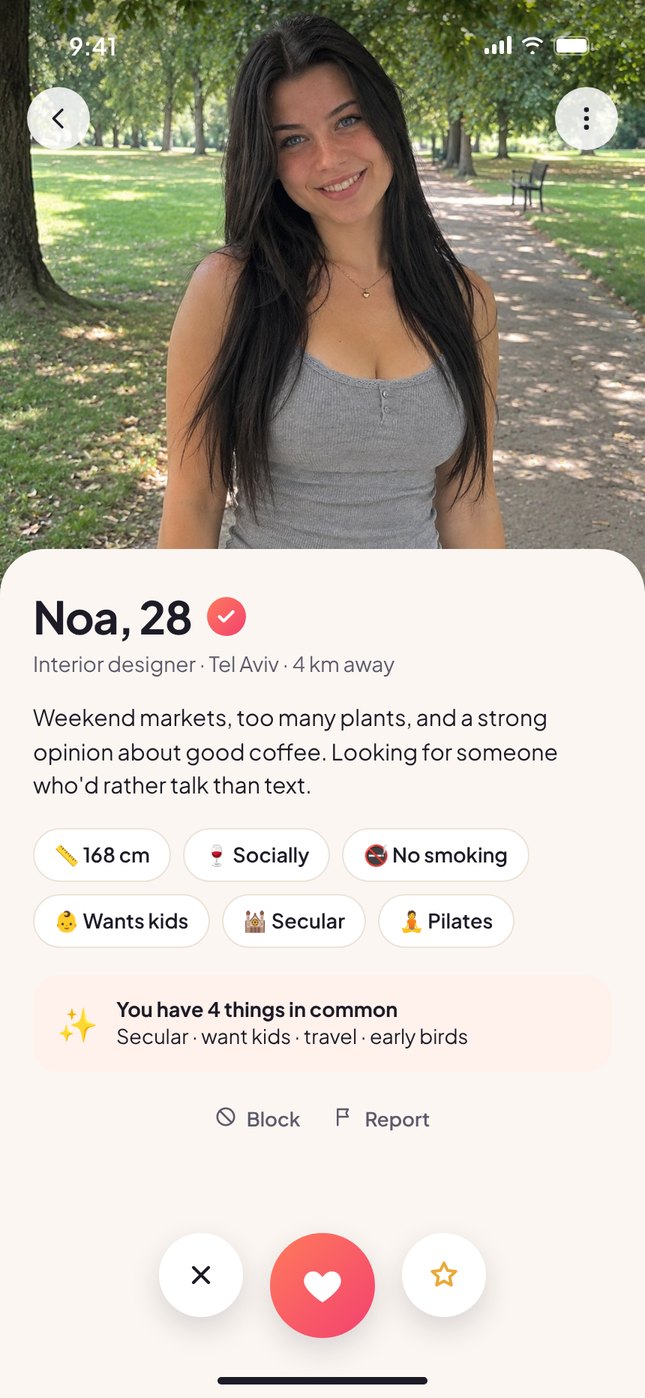 9:41
Noa, 28
Interior designer · Tel Aviv · 4 km away
Weekend markets, too many plants, and a strong
opinion about good coffee. Looking for someone
who'd rather talk than text.
📏 168 cm 🍷 Socially 🚭 No smoking
👶 Wants kids 🕍 Secular 🧘 Pilates
✨ You have 4 things in common
Secular · want kids · travel · early birds
Block Report